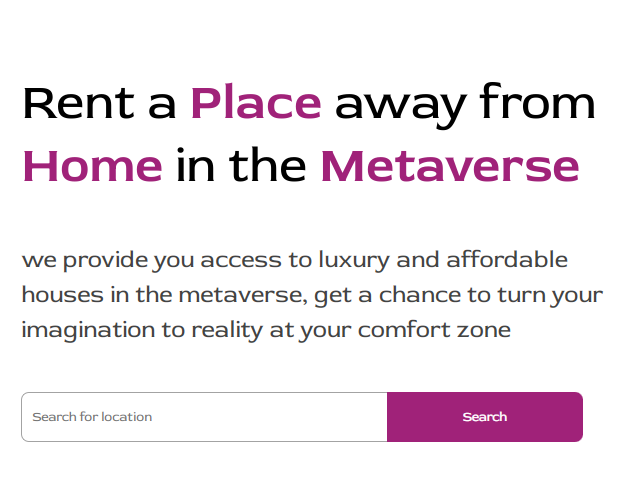 Rent a Place away from
Home in the Metaverse
we provide you access to luxury and affordable
houses in the metaverse, get a chance to turn your
imagination to reality at your comfort zone
Search for location
Search